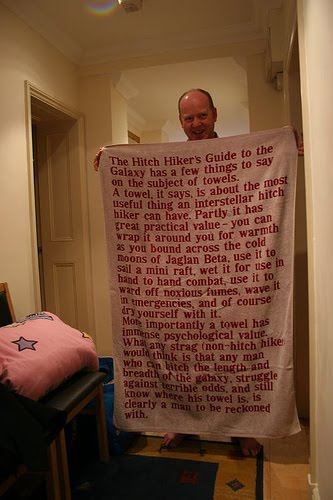 The Hitch Hiker's Guide to the
Galaxy has a few things to say
on the subject of towels.
A towel, it says, is about the most
useful thing an interstellar hitch
hiker can have. Partly it has
great practical value - you can
wrap it around you for warmth
as you bound across the cold
moons of Jaglan Beta, use it to
sail a mini raft, wet it for use in
hand to hand combat, use it to
ward off noxious fumes, wave it
in emergencies, and of course
dry yourself with it.
More importantly a towel has
immense psychological value.
What any strag (non-hitch hiker
would think is that any man
who can hitch the length and
breadth of the galaxy, struggle
against terrible odds, and still
know where his towel is, is
clearly a man to be reckoned
with.